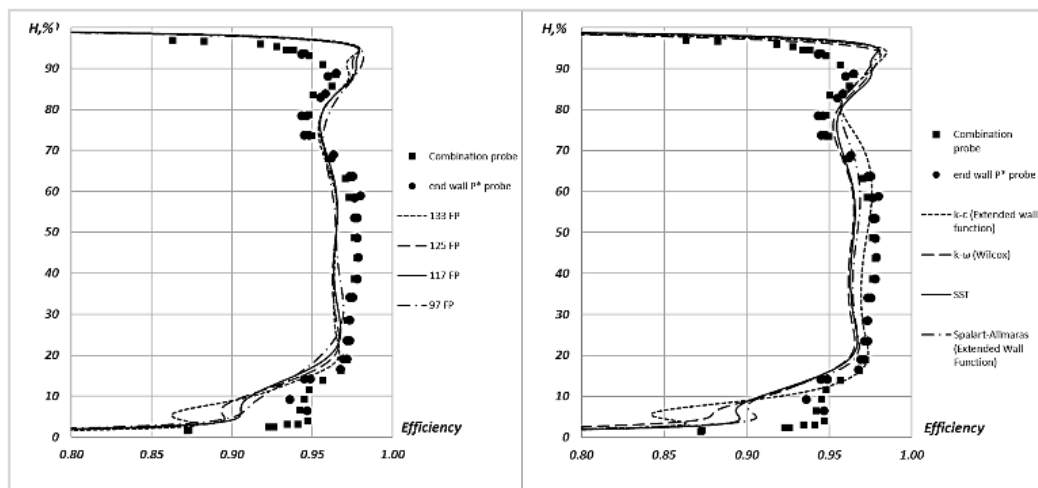 H,%)
90
80
70
60
50
40
30
20
10
0
0.80
0.85
0.90
0.95
1.00
Efficiency
Combination probe
end wall P* probe
133 FP
125 FP
117 FP
97 FP
H,%
90
80
70
60
50
40
30
20
10
0
0.80
0.85
0.90
0.95
1.00
Efficiency
Combination
probe
end wall P* probe
k-ε (Extended wall
function)
k-ω (Wilcox)
SST
Spalart-Allmaras
(Extended Wall
Function)